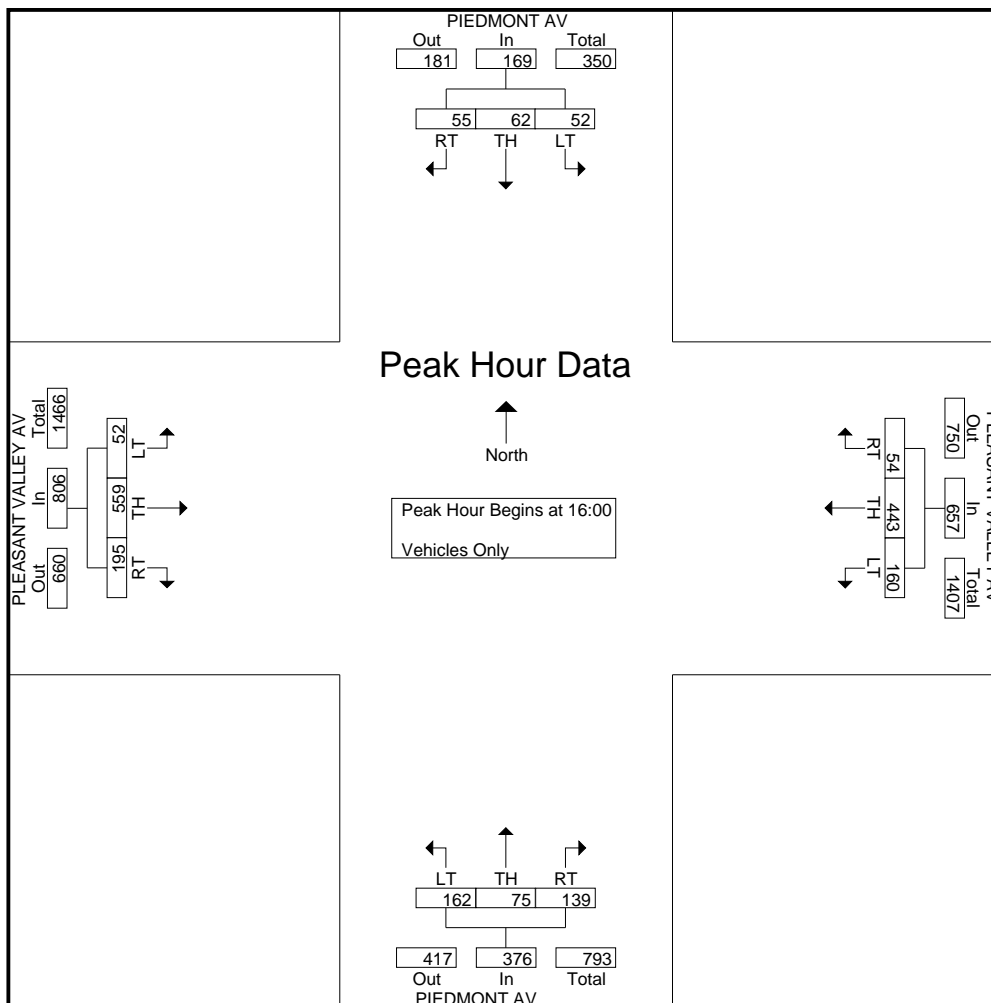 PIEDMONT AV
Out In Total
181 169 350
55 62 52
RT TH LT
Peak Hour Data
North
Peak Hour Begins at 16:00
Vehicles Only
PLEASANT VALLEY AV
Total In Out
1466 806 660
52 559 195
LT TH RT
RT TH LT
54 443 160
750 657 1407
Out In Total
PLEASANT VALLEY AV
LT TH RT
162 75 139
417 376 793
Out In Total
PIEDMONT AV